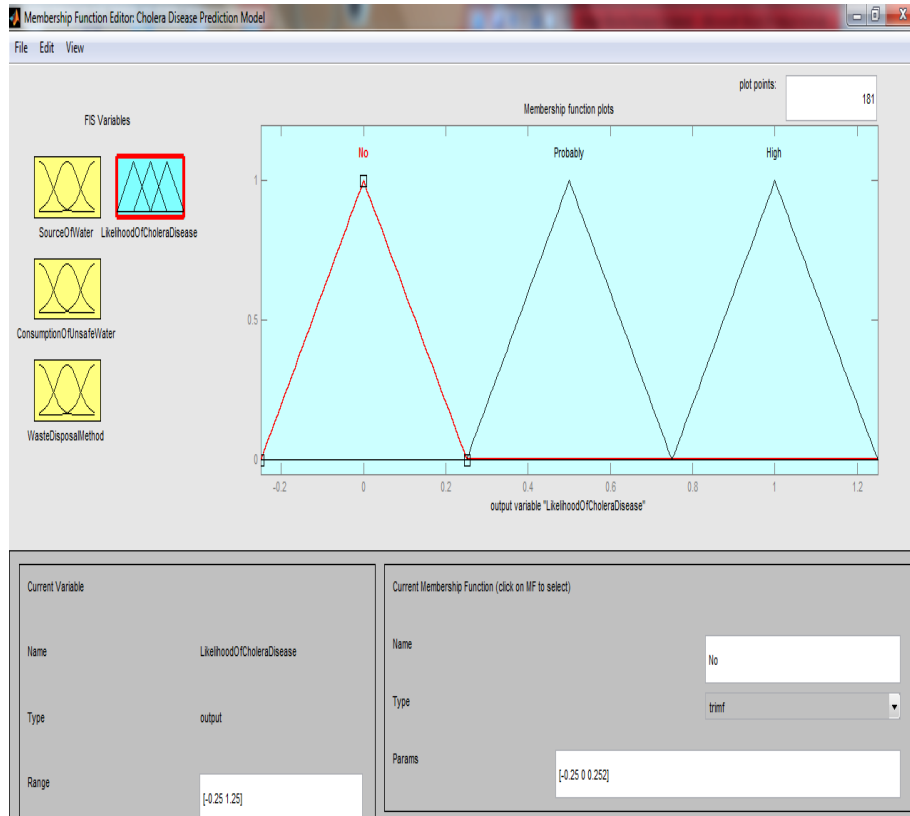 Membership Function Editor: Cholera Disease Prediction Model
File Edit View
plot points:
181
FIS Variables
Membership function plots
SourceOfWater
LikelihoodOfCholeraDisease
ConsumptionOfUnsafeWater
WasteDisposalMethod
No
Probably
High
1
0.5
0
-0.2 0 0.2 0.4 0.6 0.8 1 1.2
output variable "LikelihoodOfCholeraDisease"
Current Variable
Name LikelihoodOfCholeraDisease
Type output
Range [-0.25 1.25]
Current Membership Function (click on MF to select)
Name No
Type trimf
Params [-0.25 0 0.252]